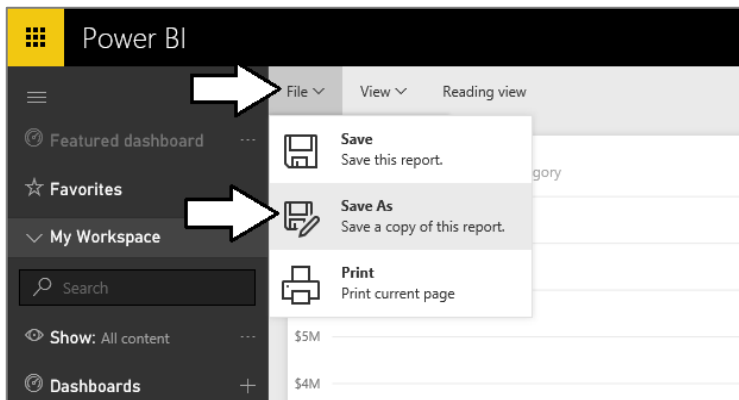 Power BI
File View Reading view
Featured dashboard ...
Favorites
My Workspace
Search
Show: All content ...
Dashboards +
Save
Save this report.
Save As
Save a copy of this report.
Print
Print current page
$5M
$4M